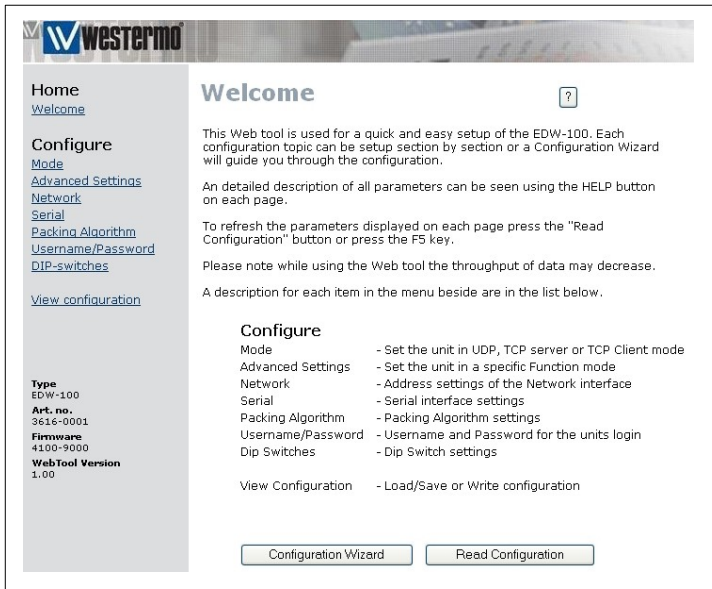 westermo
Home
Welcome
Configure
Mode
Advanced Settings
Network
Serial
Packing Algorithm
Username/Password
DIP-switches
View configuration
Type
EDW-100
Art. no.
3616-0001
Firmware
4100-9000
WebTool Version
1.00
Welcome
?
This Web tool is used for a quick and easy setup of the EDW-100. Each
configuration topic can be setup section by section or a Configuration Wizard
will guide you through the configuration.
An detailed description of all parameters can be seen using the HELP button
on each page.
To refresh the parameters displayed on each page press the "Read
Configuration" button or press the F5 key.
Please note while using the Web tool the throughput of data may decrease.
A description for each item in the menu beside are in the list below.
Configure
Mode - Set the unit in UDP, TCP server or TCP Client mode
Advanced Settings - Set the unit in a specific Function mode
Network - Address settings of the Network interface
Serial - Serial interface settings
Packing Algorithm - Packing Algorithm settings
Username/Password - Username and Password for the units login
Dip Switches - Dip Switch settings
View Configuration - Load/Save or Write configuration
Configuration Wizard Read Configuration